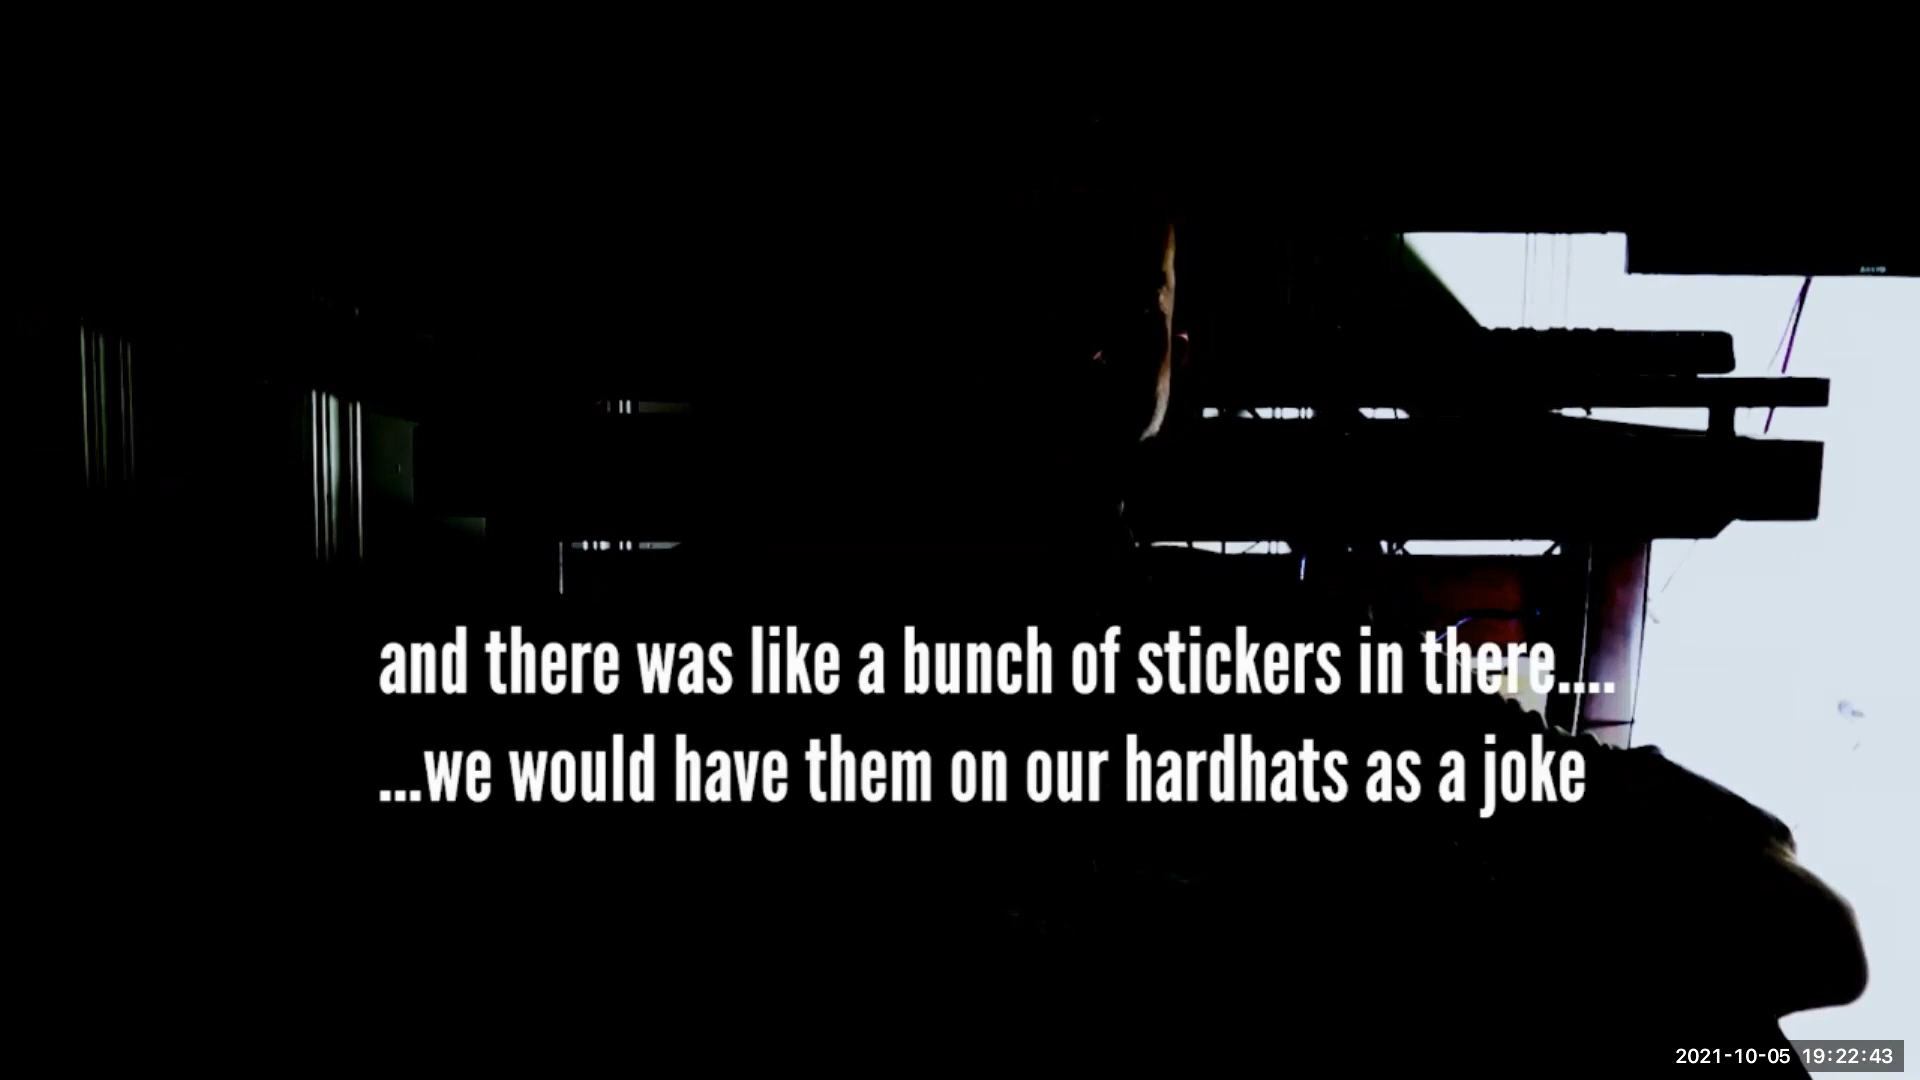 and there was like a bunch of stickers in there....
...we would have them on our hardhats as a joke
2021-10-05 19:22:43